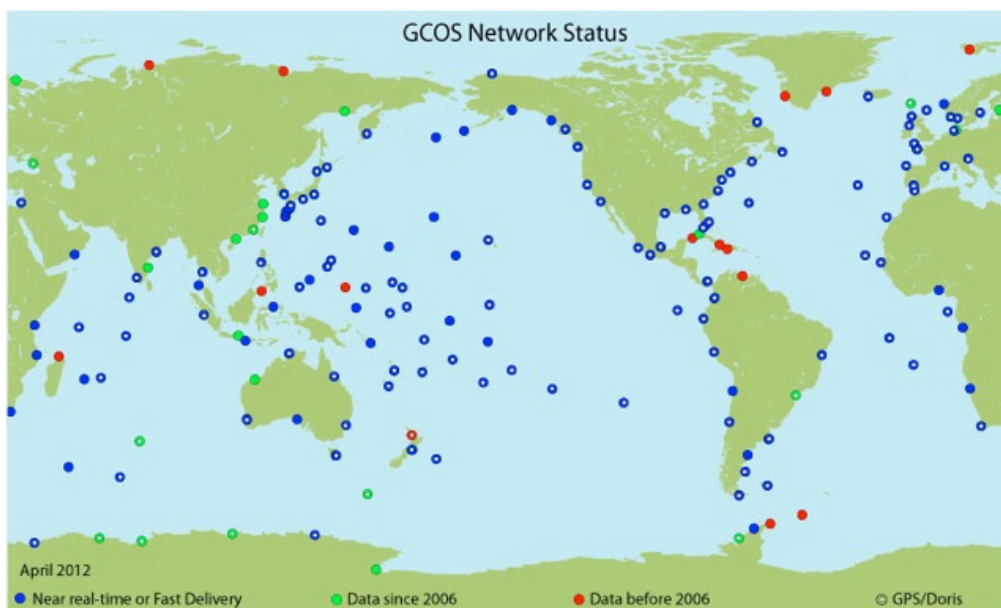 GCOS Network Status
April 2012
Near real-time or Fast Delivery
Data since 2006
Data before 2006
GPS/Doris